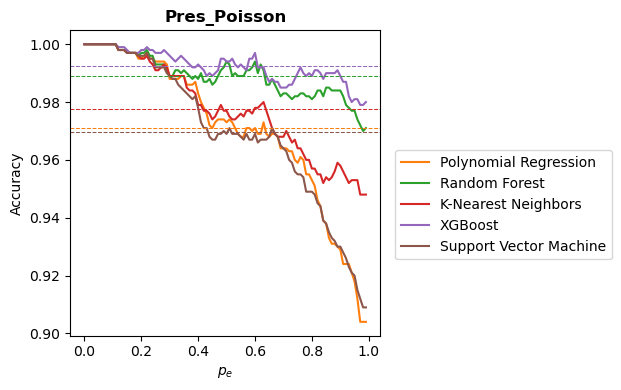 Pres_Poisson
Accuracy
1.00
0.98
0.96
0.94
0.92
0.90
0.0 0.2 0.4 0.6 0.8 1.0
pₑ
Polynomial Regression
Random Forest
K-Nearest Neighbors
XGBoost
Support Vector Machine